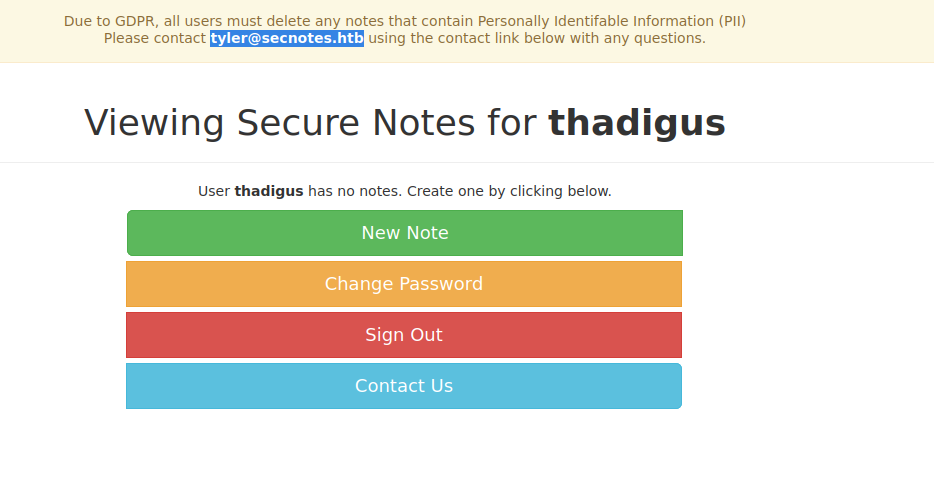 Due to GDPR, all users must delete any notes that contain Personally Identifable Information (PII)
Please contact tyler@secnotes.htb using the contact link below with any questions.
Viewing Secure Notes for thadigus
User thadigus has no notes. Create one by clicking below.
New Note
Change Password
Sign Out
Contact Us